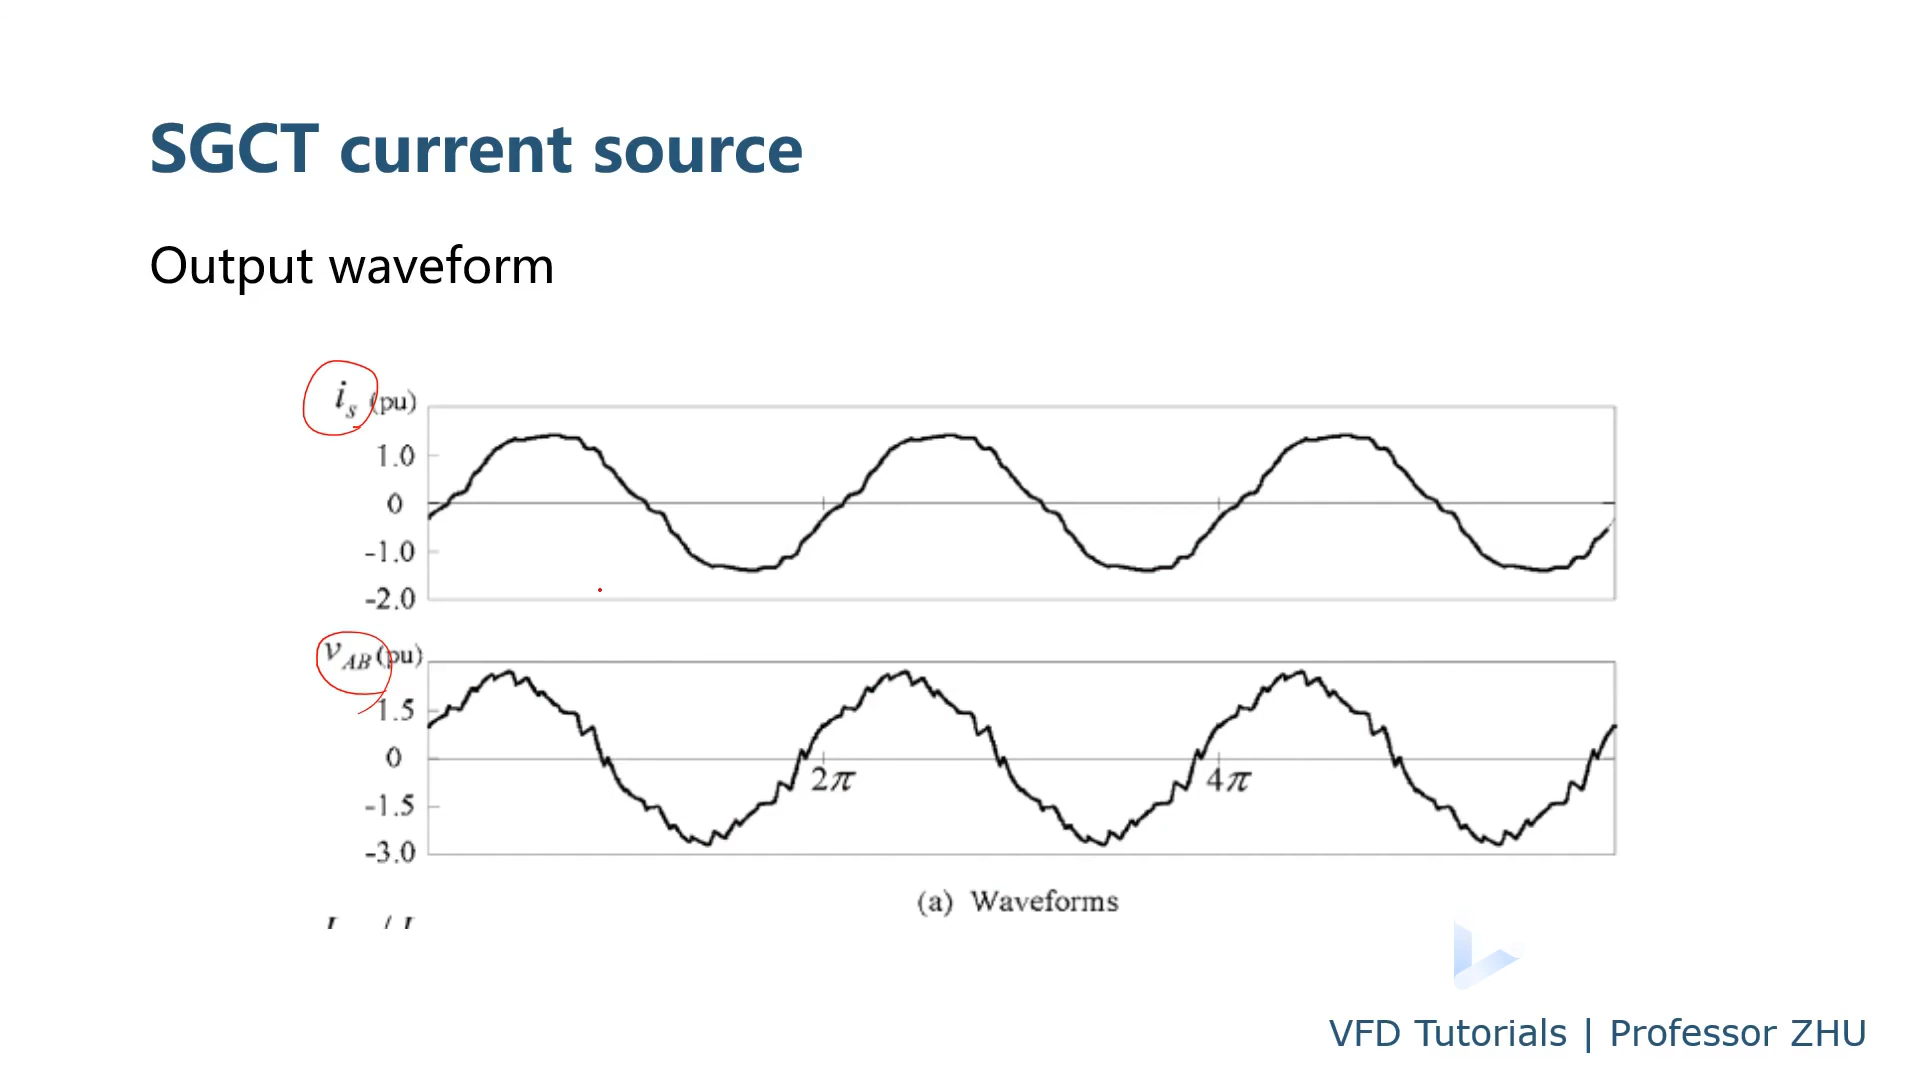 SGCT current source
Output waveform
i_s (pu)
1.0
0
-1.0
-2.0
v_AB (pu)
1.5
0
2π
4π
-1.5
-3.0
(a) Waveforms
VFD Tutorials | Professor ZHU